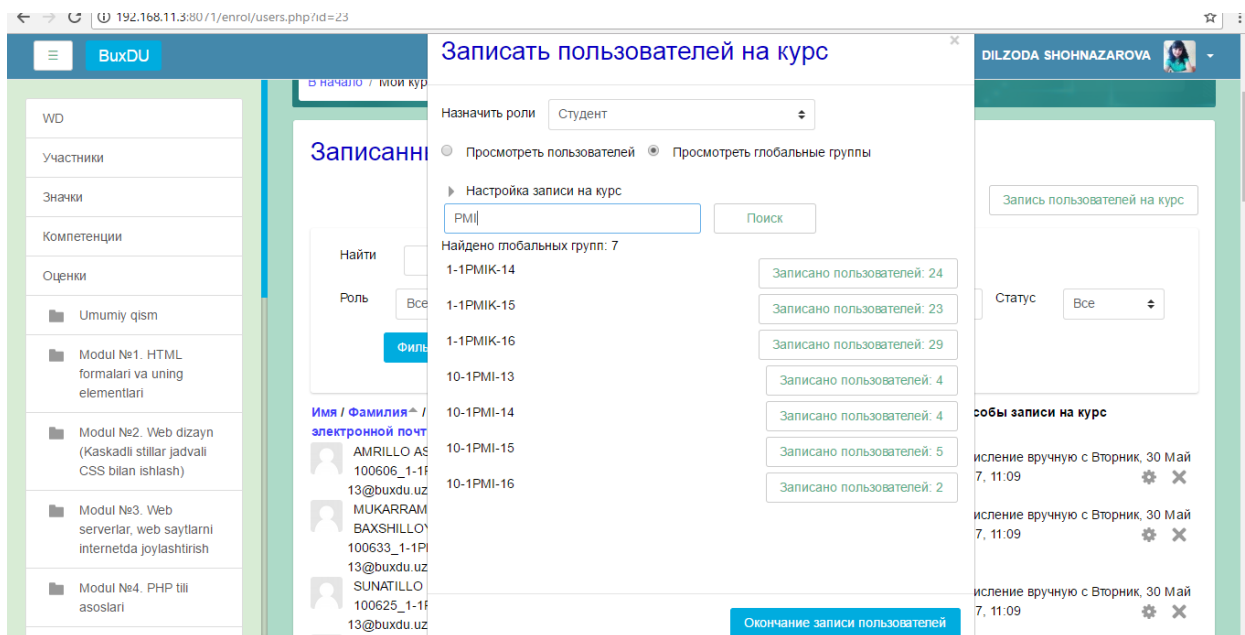 192.168.11.3:8071/enrol/users.php?id=23
BuxDU
DILZODA SHOHNAZAROVA
В начало / Мои кур
WD
Участники
Значки
Компетенции
Оценки
Umumiy qism
Modul №1. HTML
formalari va uning
elementlari
Modul №2. Web dizayn
(Kaskadli stillar jadvali
CSS bilan ishlash)
Modul №3. Web
serverlar, web saytlarni
internetda joylashtirish
Modul №4. PHP tili
asoslari
Записанн
Запись пользователей на курс
Найти
Роль
Все
Статус
Все
Филь
Имя / Фамилия /
электронной почт
собы записи на курс
AMRILLO AS
100606_1-1P
13@buxdu.uz
исление вручную с Вторник, 30 Май
7, 11:09
MUKARRAM
BAXSHILLOY
100633_1-1P
13@buxdu.uz
исление вручную с Вторник, 30 Май
7, 11:09
SUNATILLO
100625_1-1P
13@buxdu.uz
исление вручную с Вторник, 30 Май
7, 11:09
Записать пользователей на курс
×
Назначить роли
Студент
Просмотреть пользователей
Просмотреть глобальные группы
Настройка записи на курс
PMI
Поиск
Найдено глобальных групп: 7
1-1PMIK-14
Записано пользователей: 24
1-1PMIK-15
Записано пользователей: 23
1-1PMIK-16
Записано пользователей: 29
10-1PMI-13
Записано пользователей: 4
10-1PMI-14
Записано пользователей: 4
10-1PMI-15
Записано пользователей: 5
10-1PMI-16
Записано пользователей: 2
Окончание записи пользователей